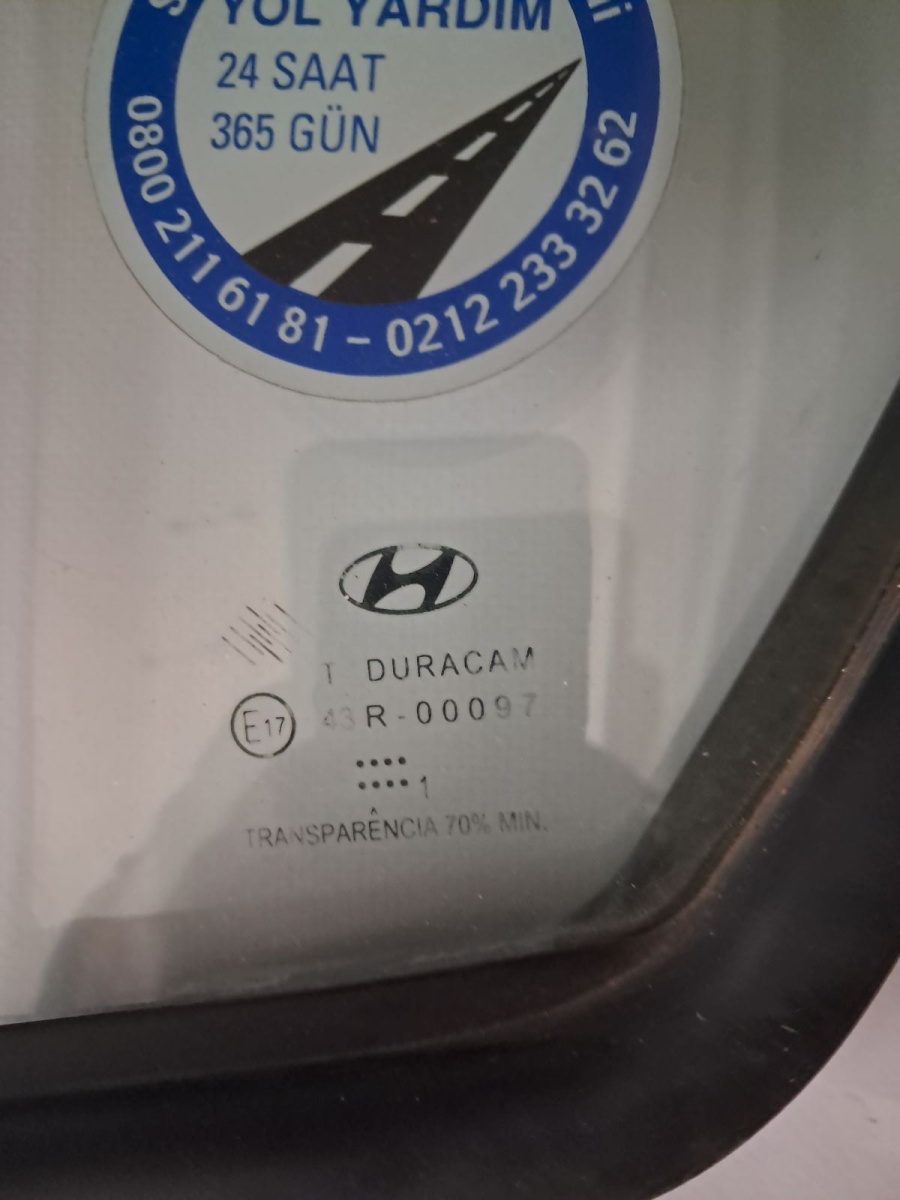 YOL YARDIM
24 SAAT
365 GÜN
0800 211 61 81 – 0212 233 32 62
T DURACAM
E17 43R-00097
1
TRANSPARÊNCIA 70% MIN.